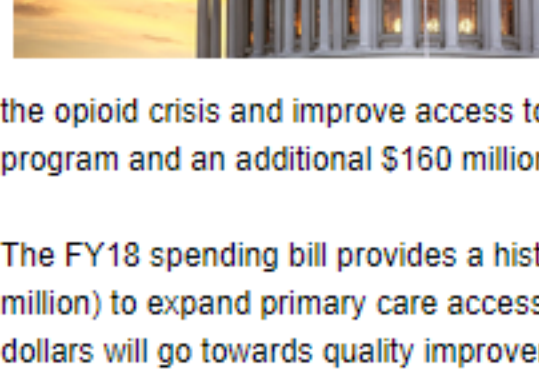 the opioid crisis and improve access to
program and an additional $160 million
The FY18 spending bill provides a hist
million) to expand primary care access
dollars will go towards quality improve